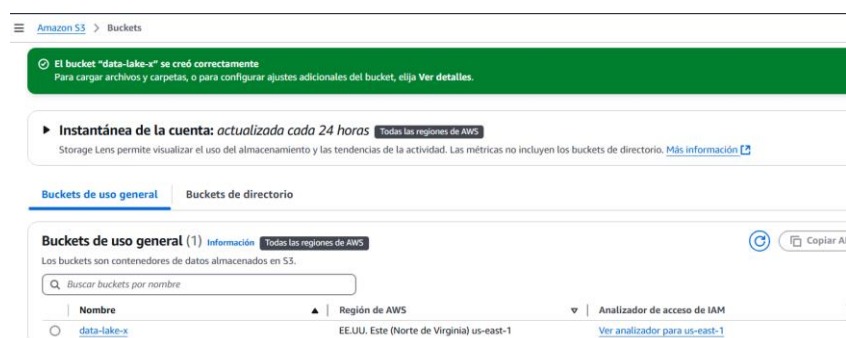 Amazon S3 > Buckets
El bucket "data-lake-x" se creó correctamente
Para cargar archivos y carpetas, o para configurar ajustes adicionales del bucket, elija Ver detalles.
Instantánea de la cuenta: actualizada cada 24 horas Todas las regiones de AWS
Storage Lens permite visualizar el uso del almacenamiento y las tendencias de la actividad. Las métricas no incluyen los buckets de directorio. Más información
Buckets de uso general Buckets de directorio
Buckets de uso general (1) Información Todas las regiones de AWS
Copiar
Los buckets son contenedores de datos almacenados en S3.
Buscar buckets por nombre
Nombre Región de AWS Analizador de acceso de IAM
data-lake-x EE.UU. Este (Norte de Virginia) us-east-1 Ver analizador para us-east-1